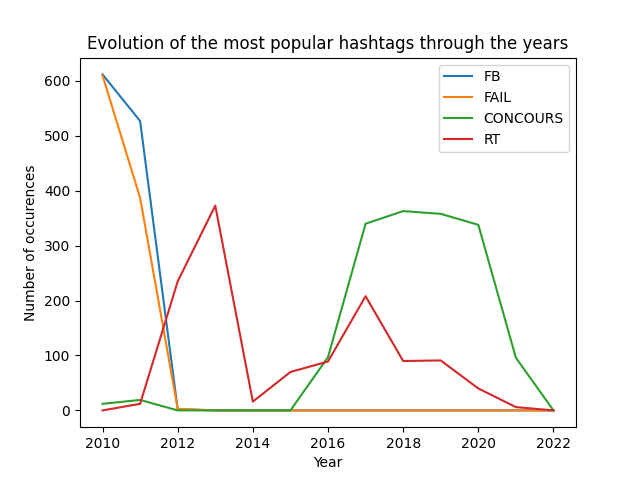 Evolution of the most popular hashtags through the years
FB
FAIL
CONCOURS
RT
Number of occurences
600
500
400
300
200
100
0
2010 2012 2014 2016 2018 2020 2022
Year